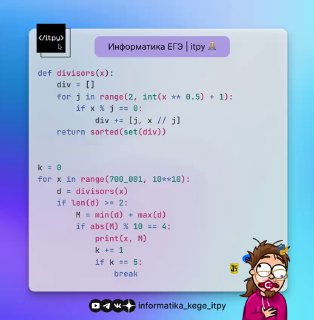 </itpy>
Информатика ЕГЭ | itpy
def divisors(x):
    div = []
    for j in range(2, int(x ** 0.5) + 1):
        if x % j == 0:
            div += [j, x // j]
    return sorted(set(div))
k = 0
for x in range(700_001, 10**10):
    d = divisors(x)
    if len(d) >= 2:
        M = min(d) + max(d)
        if abs(M) % 10 == 4:
            print(x, M)
            k += 1
            if k == 5:
                break
informatika_kege_itpy